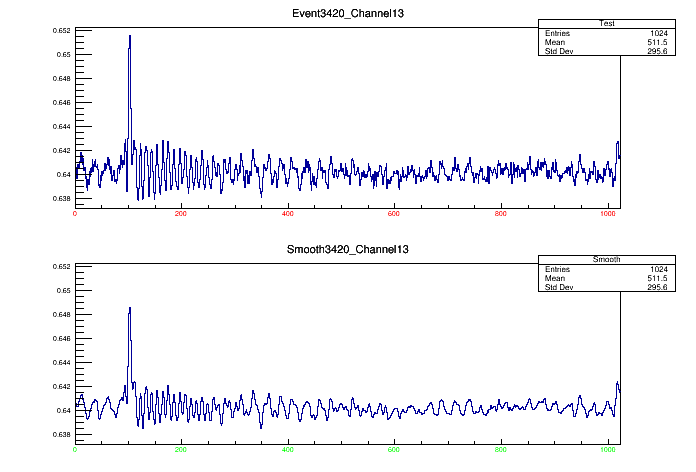 Event3420_Channel13
Test
Entries 1024
Mean 511.5
Std Dev 295.6
0.652
0.65
0.648
0.646
0.644
0.642
0.64
0.638
0 200 400 600 800 1000
Smooth3420_Channel13
Smooth
Entries 1024
Mean 511.5
Std Dev 295.6
0.652
0.65
0.648
0.646
0.644
0.642
0.64
0.638
0 200 400 600 800 1000